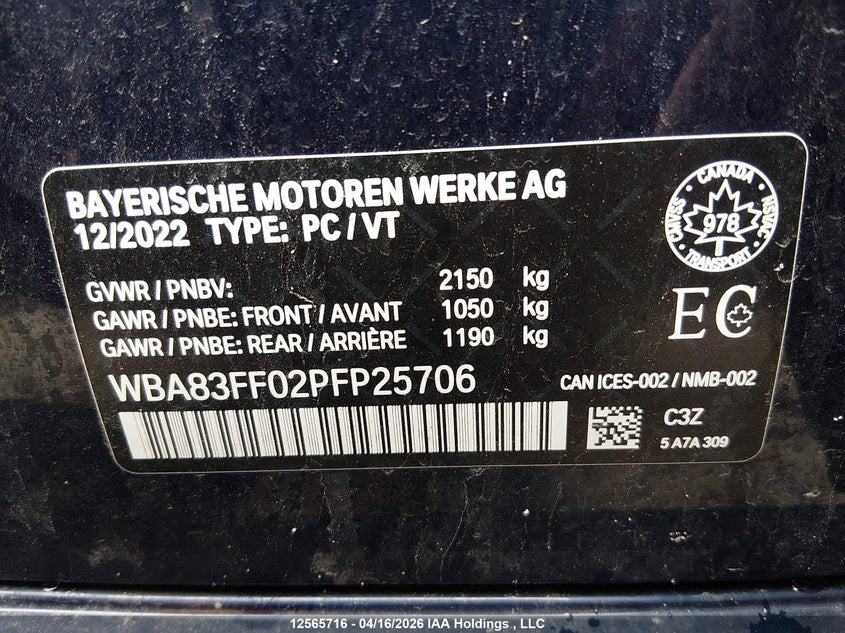 BAYERISCHE MOTOREN WERKE AG
12/2022 TYPE: PC / VT
GVWR / PNBV: 2150 kg
GAWR / PNBE: FRONT / AVANT 1050 kg
GAWR / PNBE: REAR / ARRIÈRE 1190 kg
WBA83FF02PFP25706
CANADA
CMVSS
NSVAC
978
TRANSPORT
EC
CAN ICES-002 / NMB-002
C3Z
5 A7A 309
12565716 - 04/16/2026 IAA Holdings , LLC